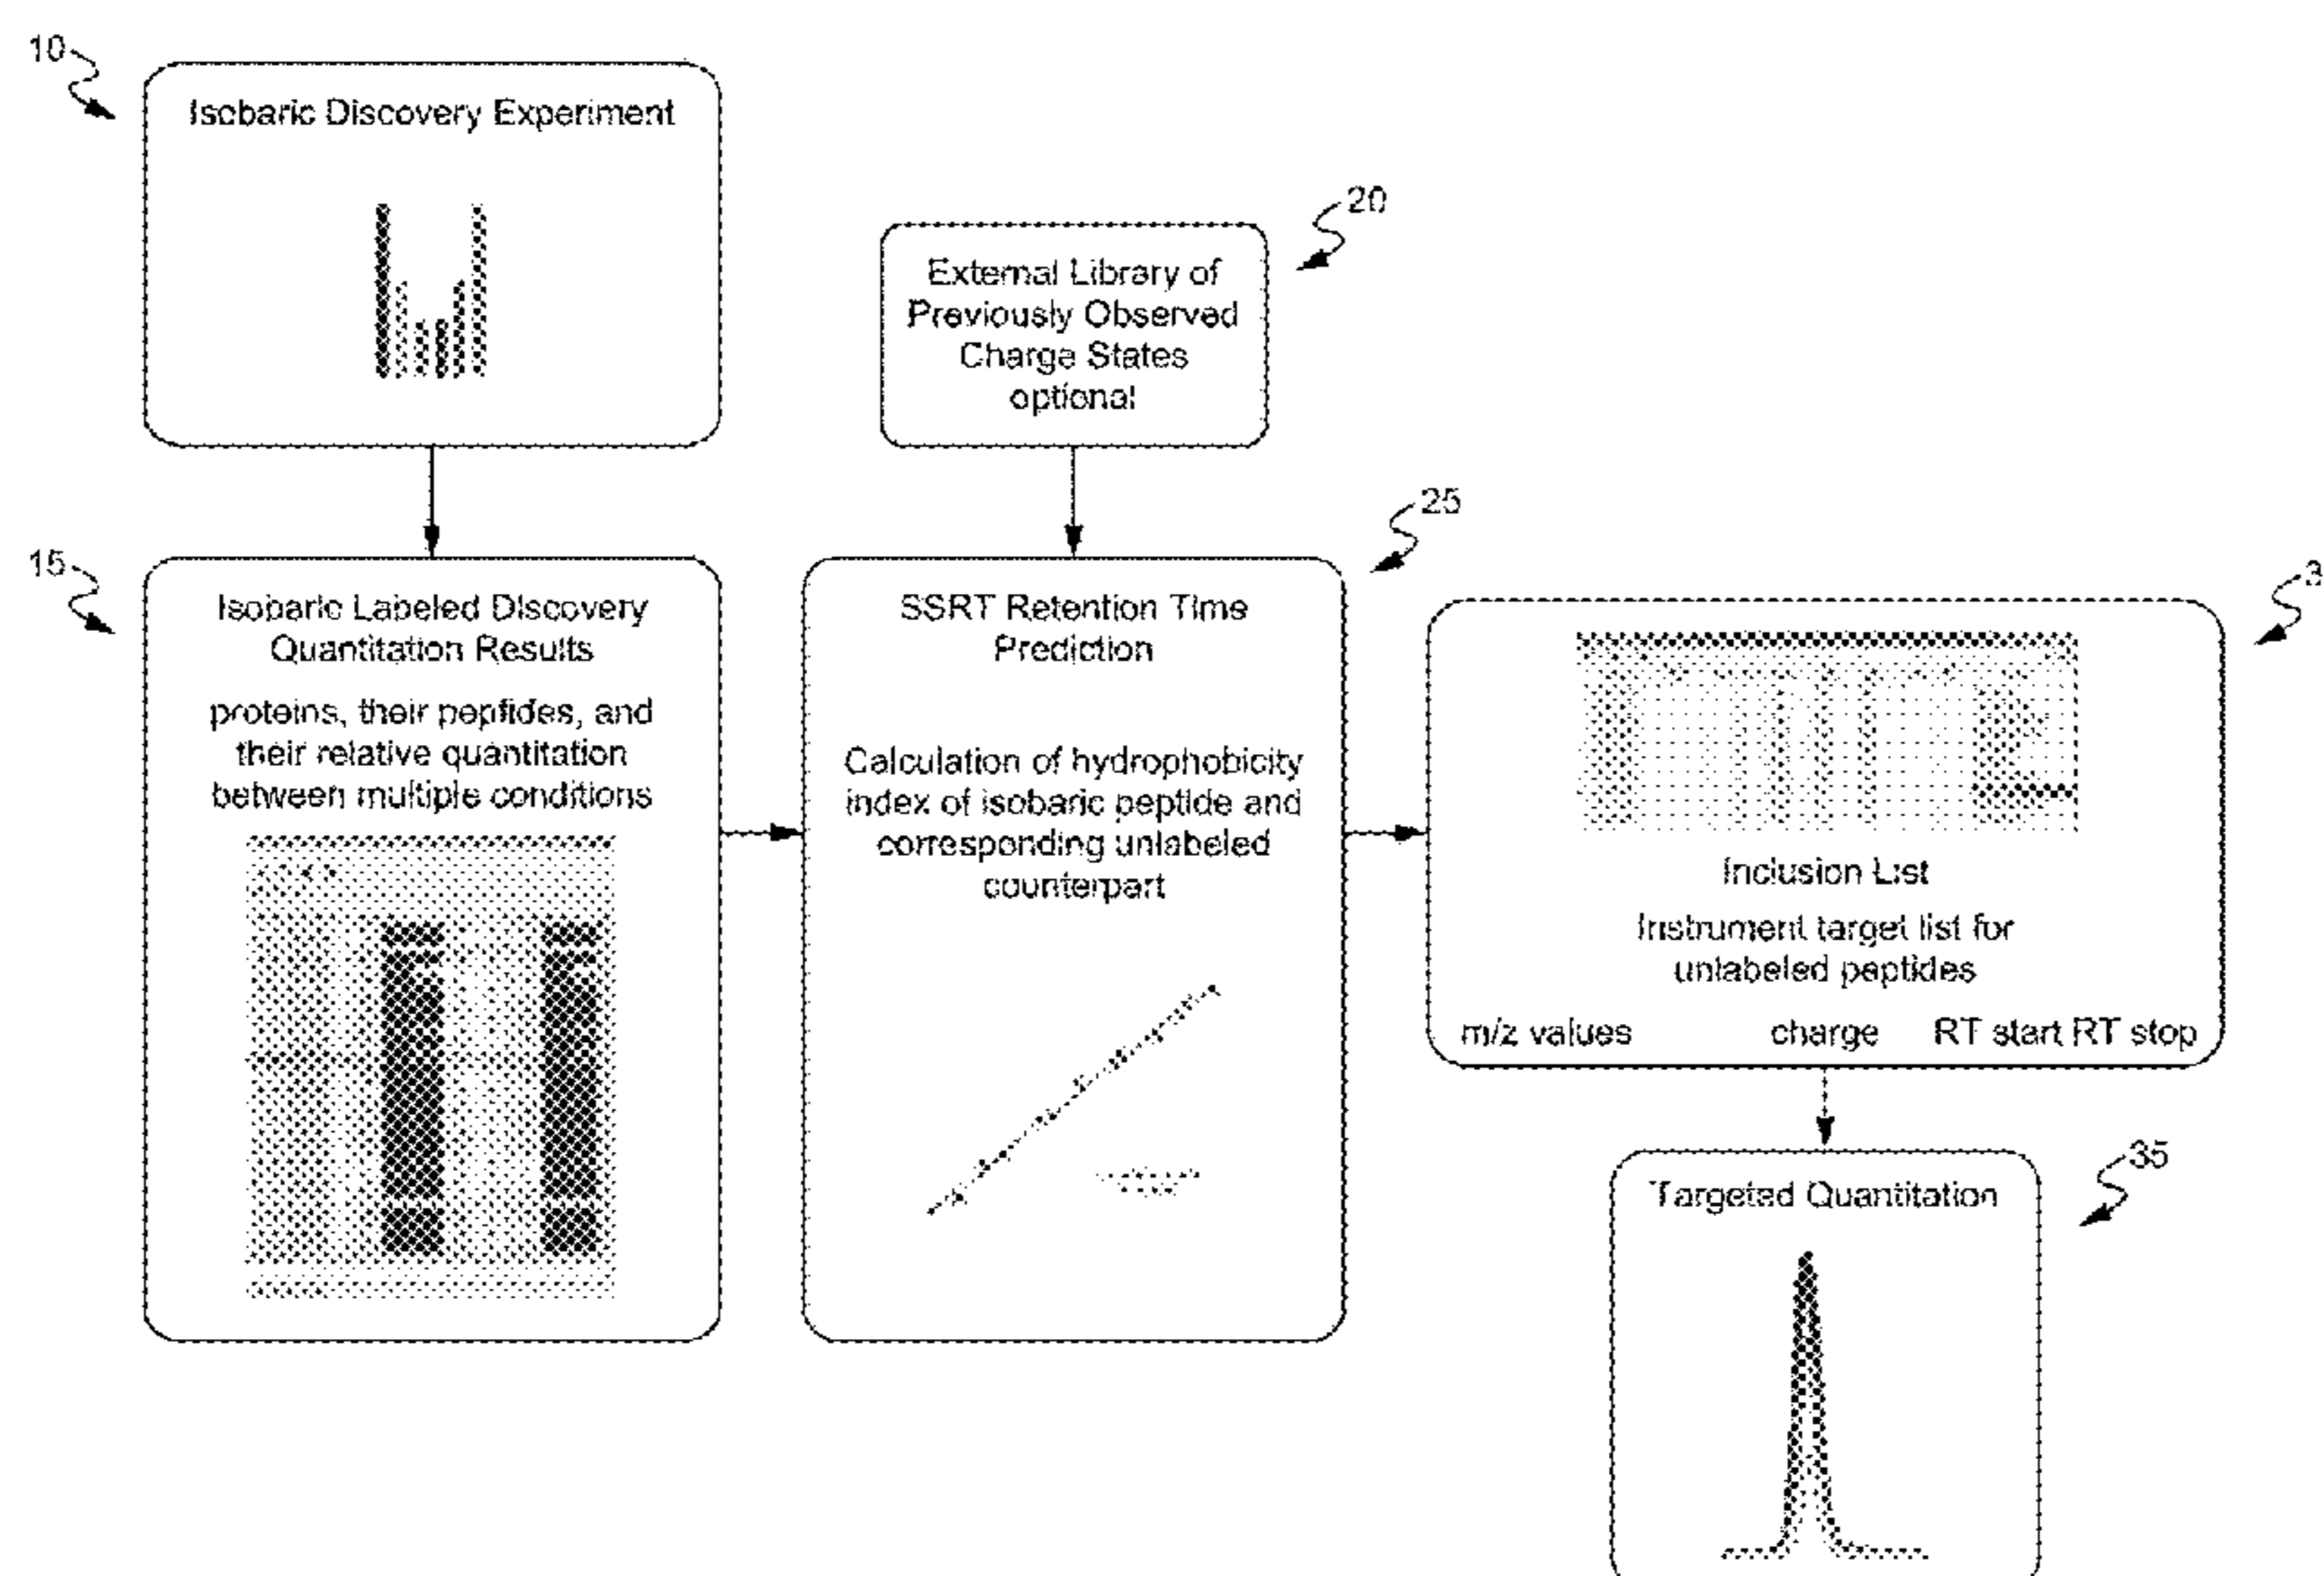 10
Isobaric Discovery Experiment
20
External Library of
Previously Observed
Charge States
optional
15
Isobaric Labeled Discovery
Quantitation Results
proteins, their peptides, and
their relative quantitation
between multiple conditions
25
SSRT Retention Time
Prediction
Calculation of hydrophobicity
index of isobaric peptide and
corresponding unlabeled
counterpart
3
Inclusion List
Instrument target list for
unlabeled peptides
m/z values charge RT start RT stop
35
Targeted Quantitation